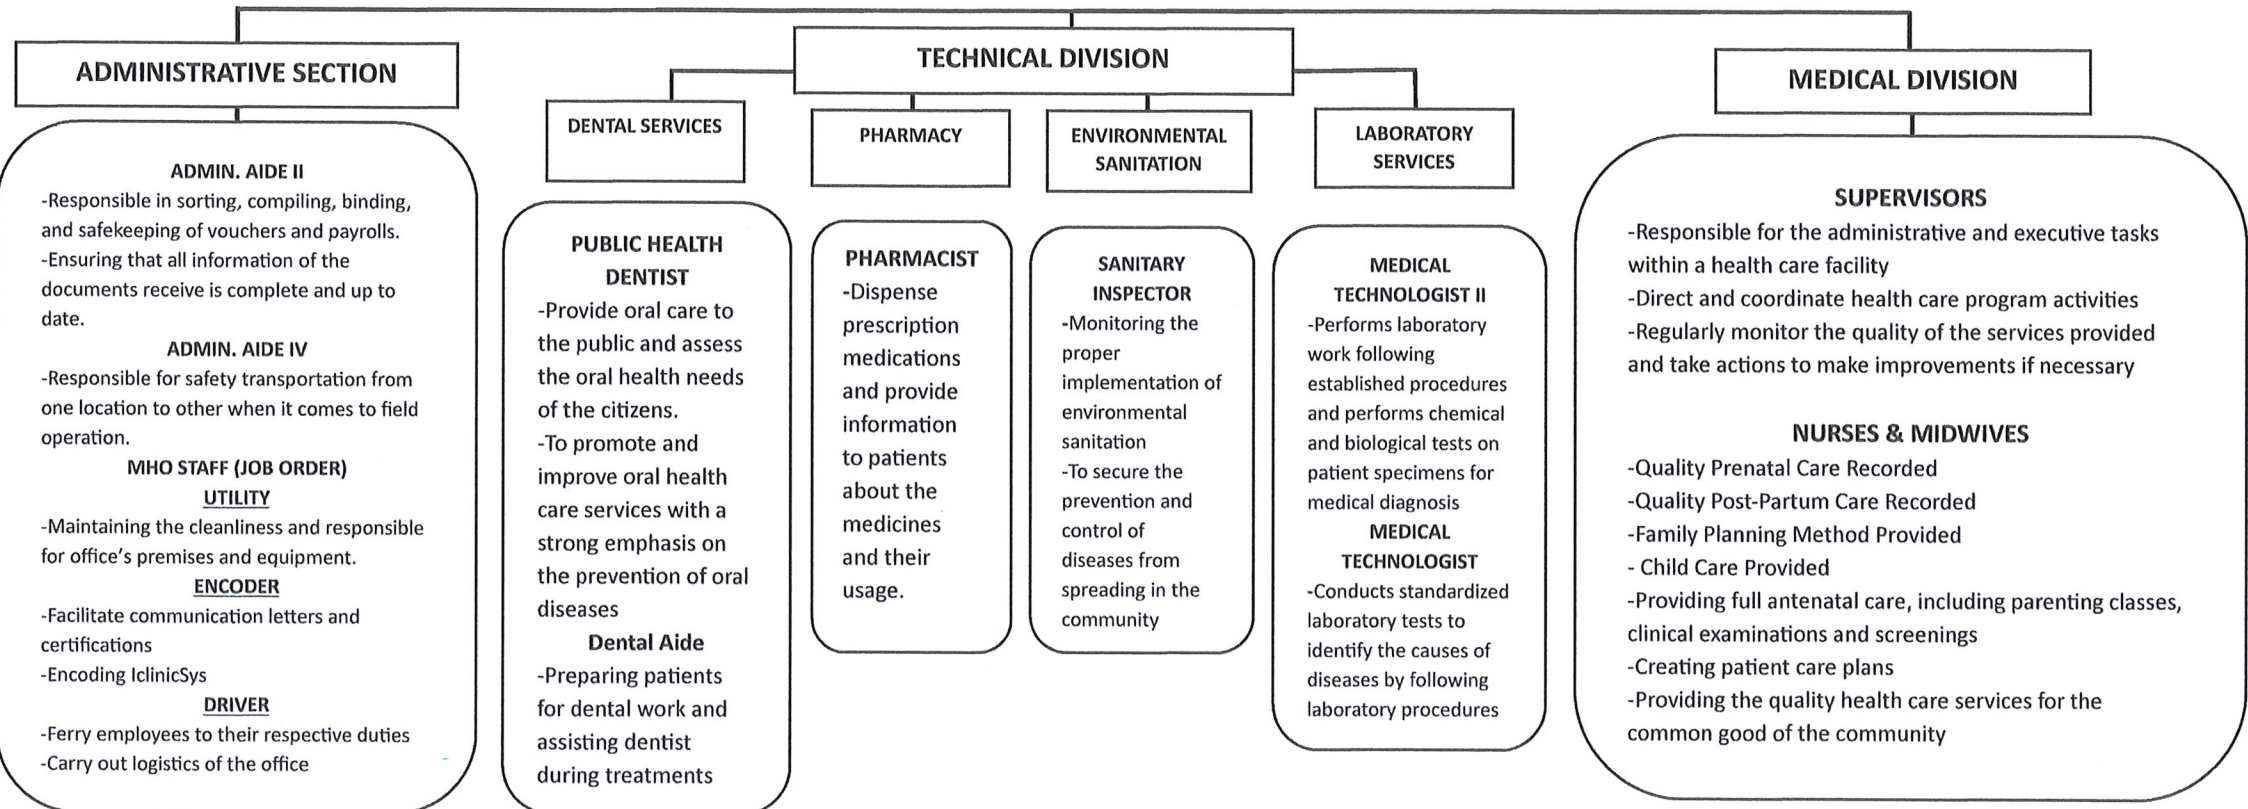 ADMINISTRATIVE SECTION
ADMIN. AIDE II
-Responsible in sorting, compiling, binding,
and safekeeping of vouchers and payrolls.
-Ensuring that all information of the
documents receive is complete and up to
date.
ADMIN. AIDE IV
-Responsible for safety transportation from
one location to other when it comes to field
operation.
MHO STAFF (JOB ORDER)
UTILITY
-Maintaining the cleanliness and responsible
for office's premises and equipment.
ENCODER
-Facilitate communication letters and
certifications
-Encoding IclinicSys
DRIVER
-Ferry employees to their respective duties
-Carry out logistics of the office
TECHNICAL DIVISION
DENTAL SERVICES
PUBLIC HEALTH
DENTIST
-Provide oral care to
the public and assess
the oral health needs
of the citizens.
-To promote and
improve oral health
care services with a
strong emphasis on
the prevention of oral
diseases
Dental Aide
-Preparing patients
for dental work and
assisting dentist
during treatments
PHARMACY
PHARMACIST
-Dispense
prescription
medications
and provide
information
to patients
about the
medicines
and their
usage.
ENVIRONMENTAL
SANITATION
SANITARY
INSPECTOR
-Monitoring the
proper
implementation of
environmental
sanitation
-To secure the
prevention and
control of
diseases from
spreading in the
community
LABORATORY
SERVICES
MEDICAL
TECHNOLOGIST II
-Performs laboratory
work following
established procedures
and performs chemical
and biological tests on
patient specimens for
medical diagnosis
MEDICAL
TECHNOLOGIST
-Conducts standardized
laboratory tests to
identify the causes of
diseases by following
laboratory procedures
MEDICAL DIVISION
SUPERVISORS
-Responsible for the administrative and executive tasks
within a health care facility
-Direct and coordinate health care program activities
-Regularly monitor the quality of the services provided
and take actions to make improvements if necessary
NURSES & MIDWIVES
-Quality Prenatal Care Recorded
-Quality Post-Partum Care Recorded
-Family Planning Method Provided
- Child Care Provided
-Providing full antenatal care, including parenting classes,
clinical examinations and screenings
-Creating patient care plans
-Providing the quality health care services for the
common good of the community